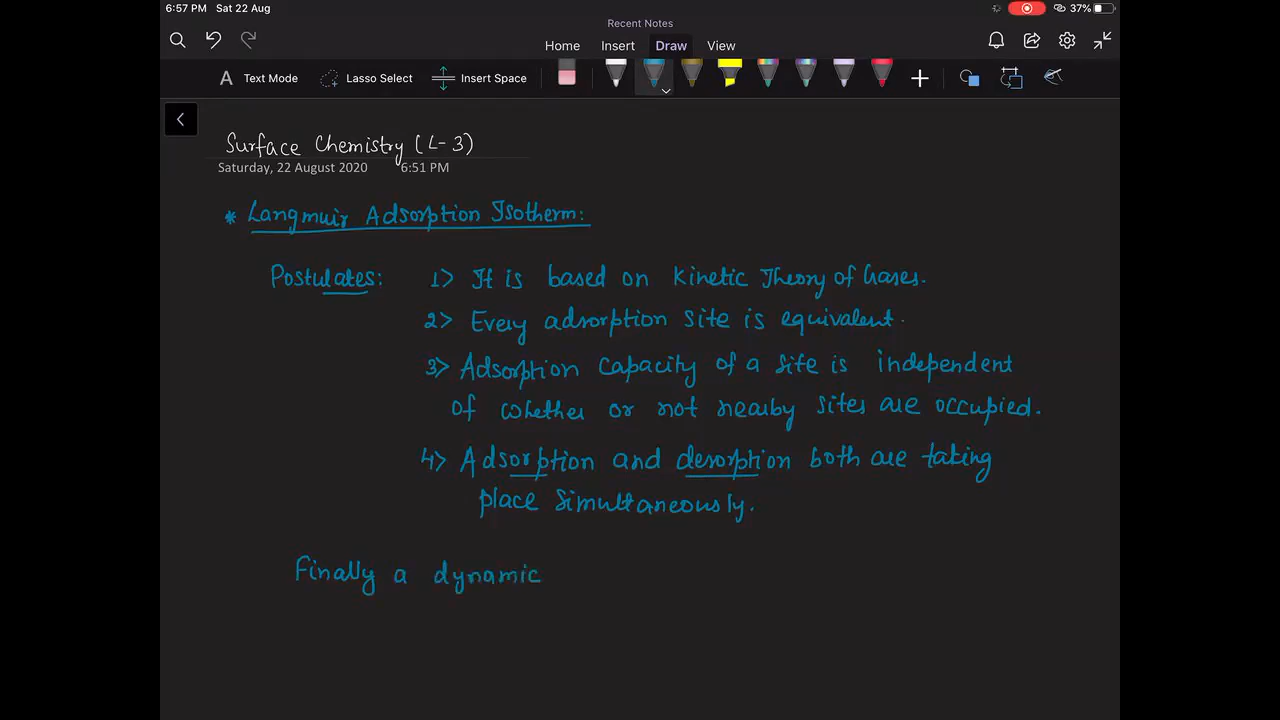 6:57 PM Sat 22 Aug 37%
Recent Notes
Home Insert Draw View
A Text Mode Lasso Select Insert Space
Surface Chemistry (L-3)
Saturday, 22 August 2020 6:51 PM
* Langmuir Adsorption Isotherm:
Postulates: 1> It is based on Kinetic Theory of Gases.
2> Every adsorption site is equivalent.
3> Adsorption capacity of a site is independent
of whether or not nearby sites are occupied.
4> Adsorption and desorption both are taking
place simultaneously.
Finally a dynamic